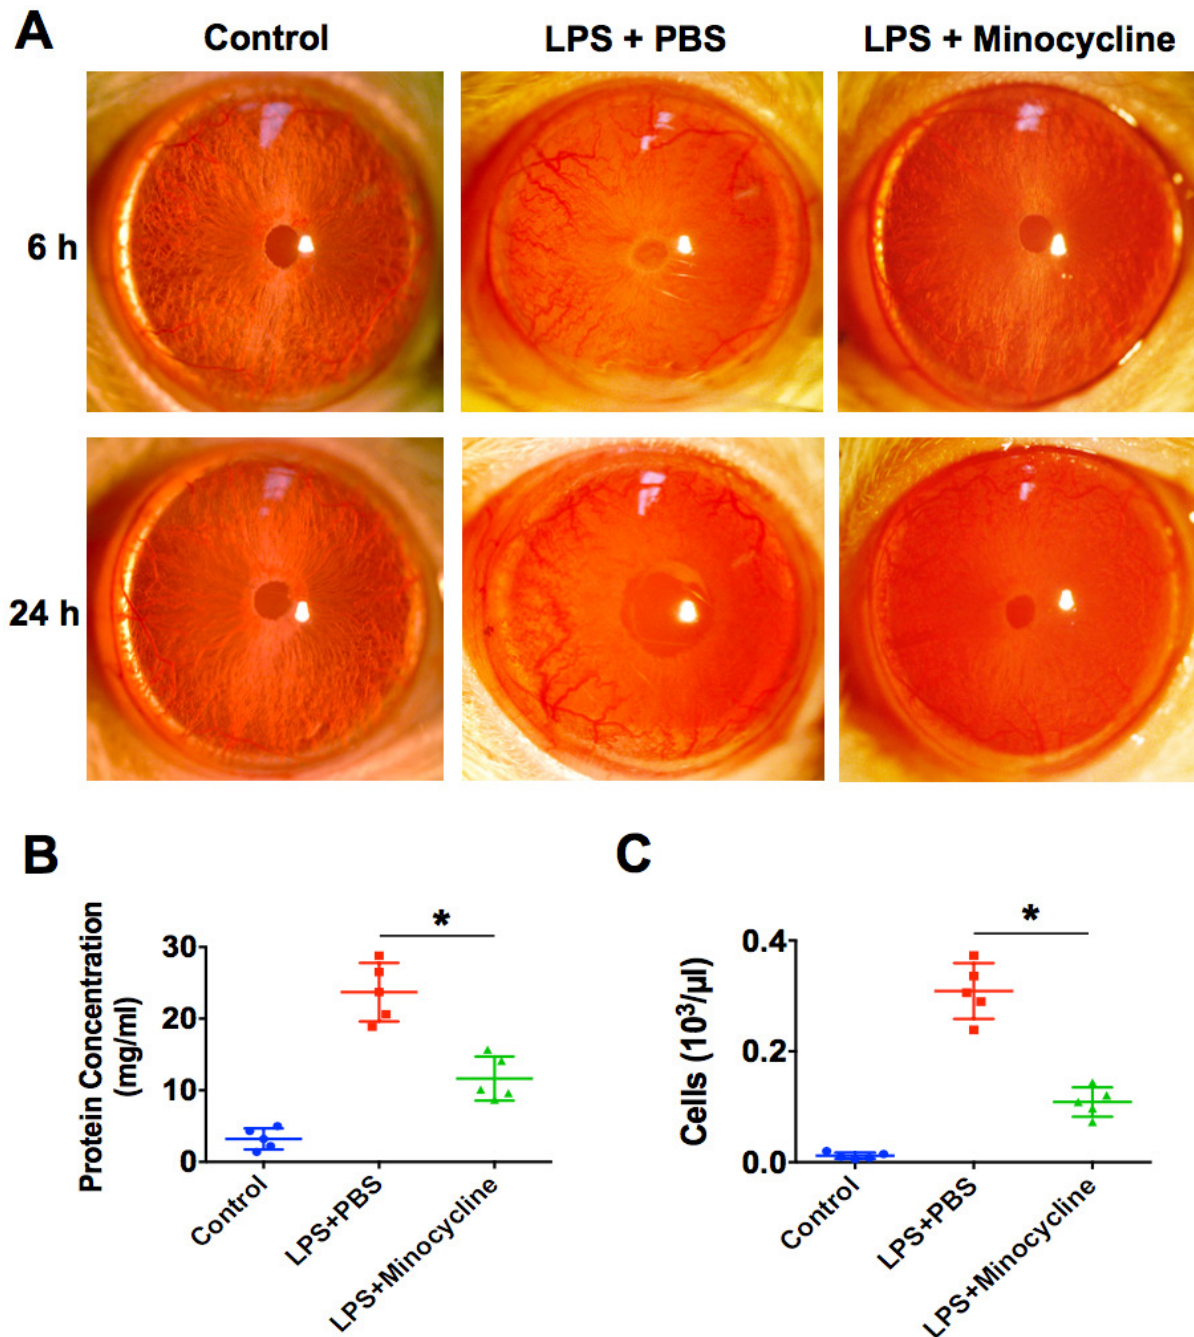 A
Control
LPS + PBS
LPS + Minocycline
6 h
24 h
B
Protein Concentration
(mg/ml)
30
20
10
0
*
Control
LPS+PBS
LPS+Minocycline
C
Cells (10³/µl)
0.4
0.2
0.0
*
Control
LPS+PBS
LPS+Minocycline